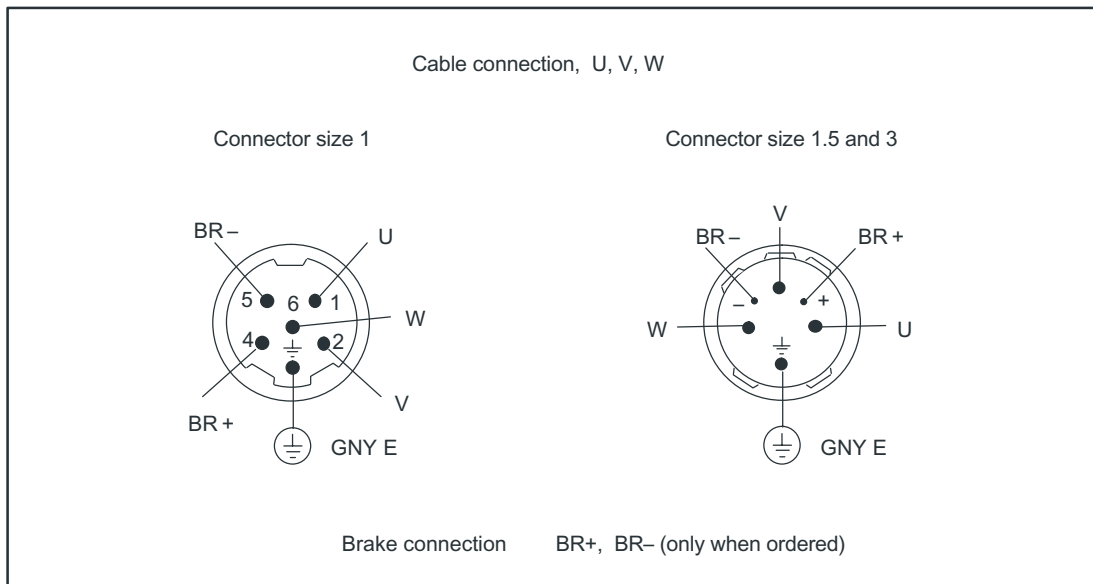 Cable connection, U, V, W
Connector size 1
BR –
U
5
6
1
W
4
2
V
BR +
GNY E
Connector size 1.5 and 3
V
BR –
BR +
–
+
W
U
GNY E
Brake connection BR+, BR– (only when ordered)